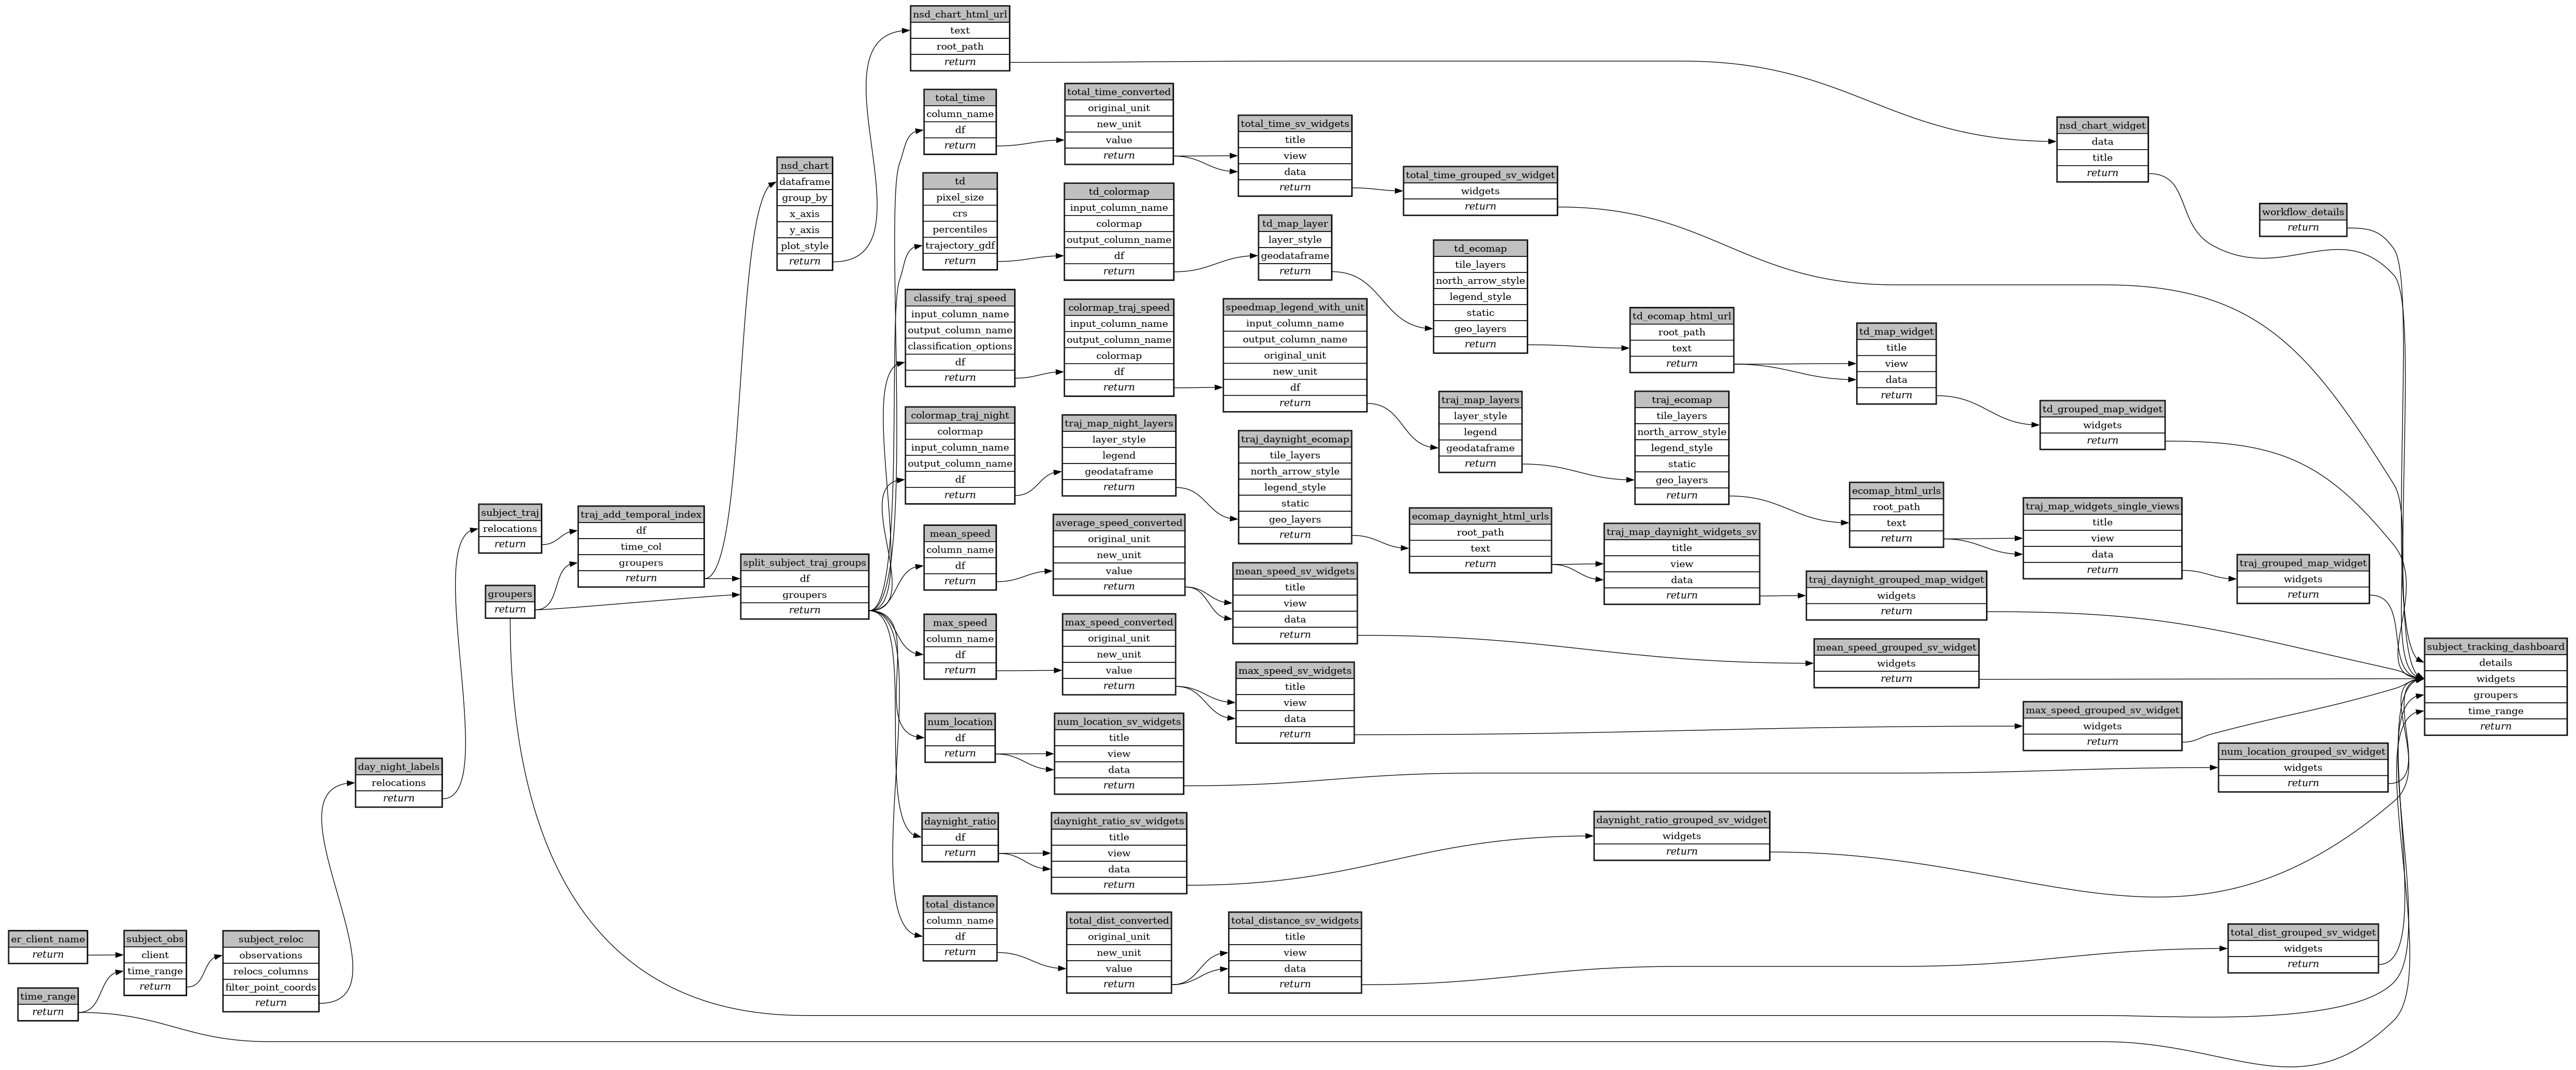 nsd_chart_html_url
text
root_path
return
total_time
column_name
df
return
total_time_converted
original_unit
new_unit
value
return
total_time_sv_widgets
title
view
data
return
total_time_grouped_sv_widget
widgets
return
nsd_chart_widget
data
title
return
workflow_details
return
nsd_chart
dataframe
group_by
x_axis
y_axis
plot_style
return
td
pixel_size
crs
percentiles
trajectory_gdf
return
td_colormap
input_column_name
colormap
output_column_name
df
return
td_map_layer
layer_style
geodataframe
return
td_ecomap
tile_layers
north_arrow_style
legend_style
static
geo_layers
return
td_ecomap_html_url
root_path
text
return
td_map_widget
title
view
data
return
td_grouped_map_widget
widgets
return
classify_traj_speed
input_column_name
output_column_name
classification_options
df
return
colormap_traj_speed
input_column_name
output_column_name
colormap
df
return
speedmap_legend_with_unit
input_column_name
output_column_name
original_unit
new_unit
df
return
traj_map_layers
layer_style
legend
geodataframe
return
traj_ecomap
tile_layers
north_arrow_style
legend_style
static
geo_layers
return
ecomap_html_urls
root_path
text
return
traj_map_widgets_single_views
title
view
data
return
traj_grouped_map_widget
widgets
return
colormap_traj_night
colormap
input_column_name
output_column_name
df
return
traj_map_night_layers
layer_style
legend
geodataframe
return
traj_daynight_ecomap
tile_layers
north_arrow_style
legend_style
static
geo_layers
return
ecomap_daynight_html_urls
root_path
text
return
traj_map_daynight_widgets_sv
title
view
data
return
traj_daynight_grouped_map_widget
widgets
return
subject_traj
relocations
return
traj_add_temporal_index
df
time_col
groupers
return
groupers
return
split_subject_traj_groups
df
groupers
return
mean_speed
column_name
df
return
average_speed_converted
original_unit
new_unit
value
return
mean_speed_sv_widgets
title
view
data
return
mean_speed_grouped_sv_widget
widgets
return
max_speed
column_name
df
return
max_speed_converted
original_unit
new_unit
value
return
max_speed_sv_widgets
title
view
data
return
max_speed_grouped_sv_widget
widgets
return
subject_tracking_dashboard
details
widgets
groupers
time_range
return
num_location
df
return
num_location_sv_widgets
title
view
data
return
num_location_grouped_sv_widget
widgets
return
day_night_labels
relocations
return
daynight_ratio
df
return
daynight_ratio_sv_widgets
title
view
data
return
daynight_ratio_grouped_sv_widget
widgets
return
er_client_name
return
time_range
return
subject_obs
client
time_range
return
subject_reloc
observations
relocs_columns
filter_point_coords
return
total_distance
column_name
df
return
total_dist_converted
original_unit
new_unit
value
return
total_distance_sv_widgets
title
view
data
return
total_dist_grouped_sv_widget
widgets
return